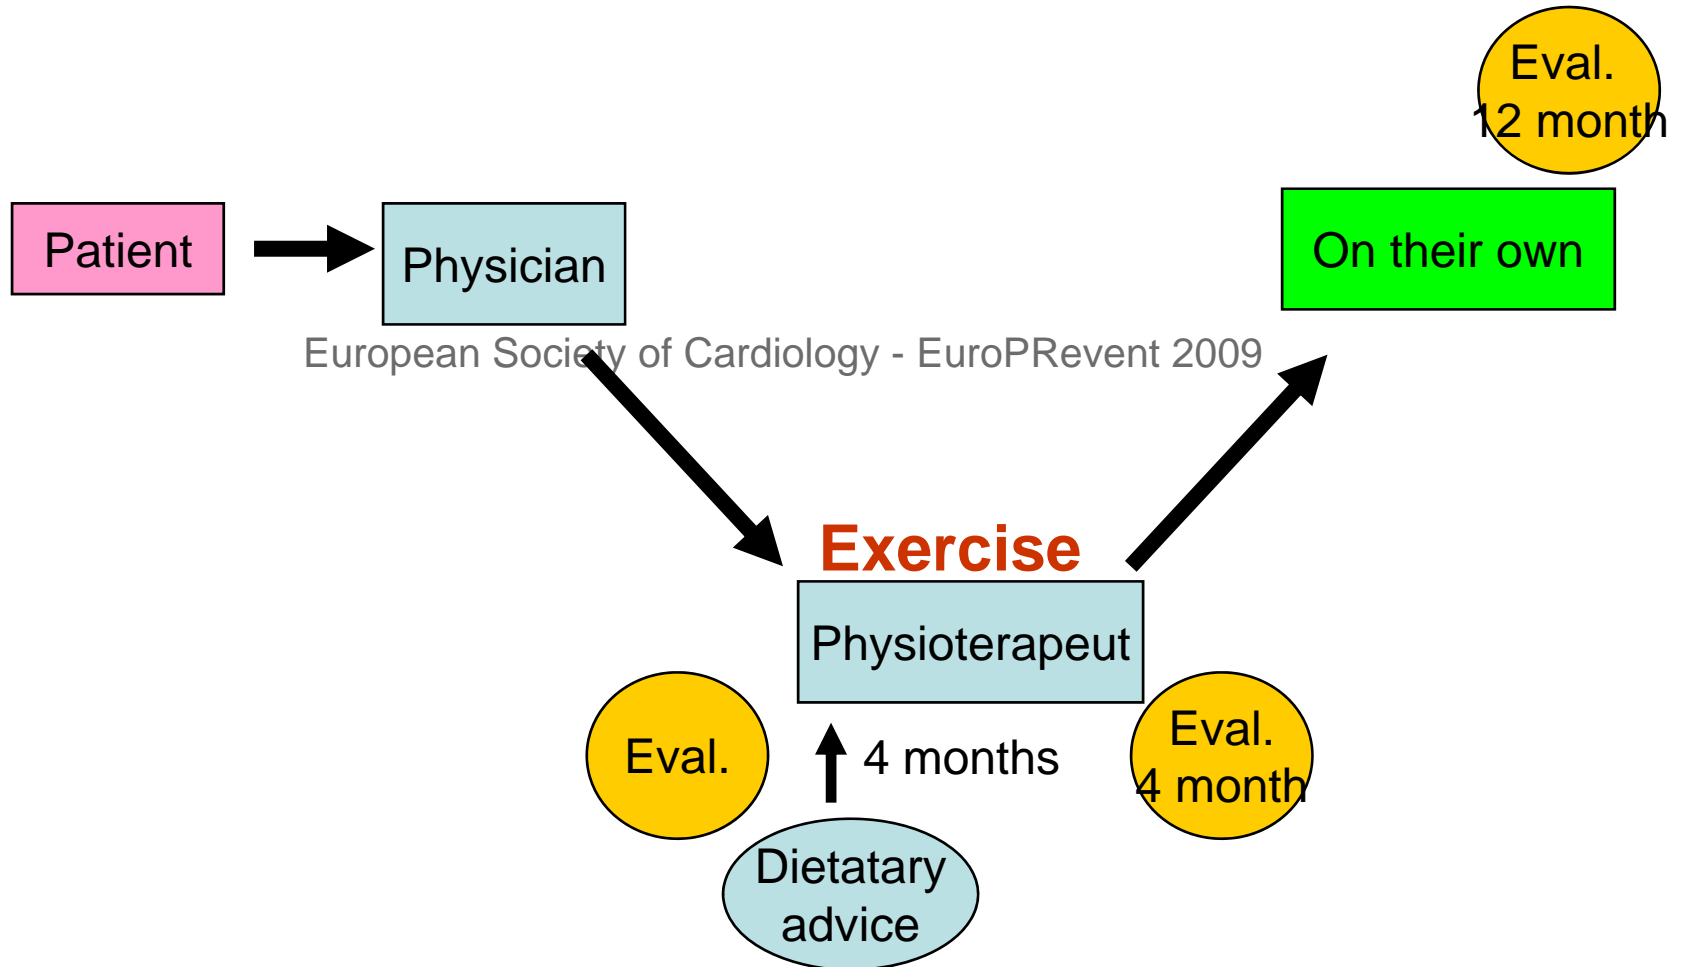 Eval.
12 month
Patient
Physician
On their own
European Society of Cardiology - EuroPRevent 2009
Exercise
Physioterapeut
Eval.
4 months
Eval.
4 month
Dietatary
advice